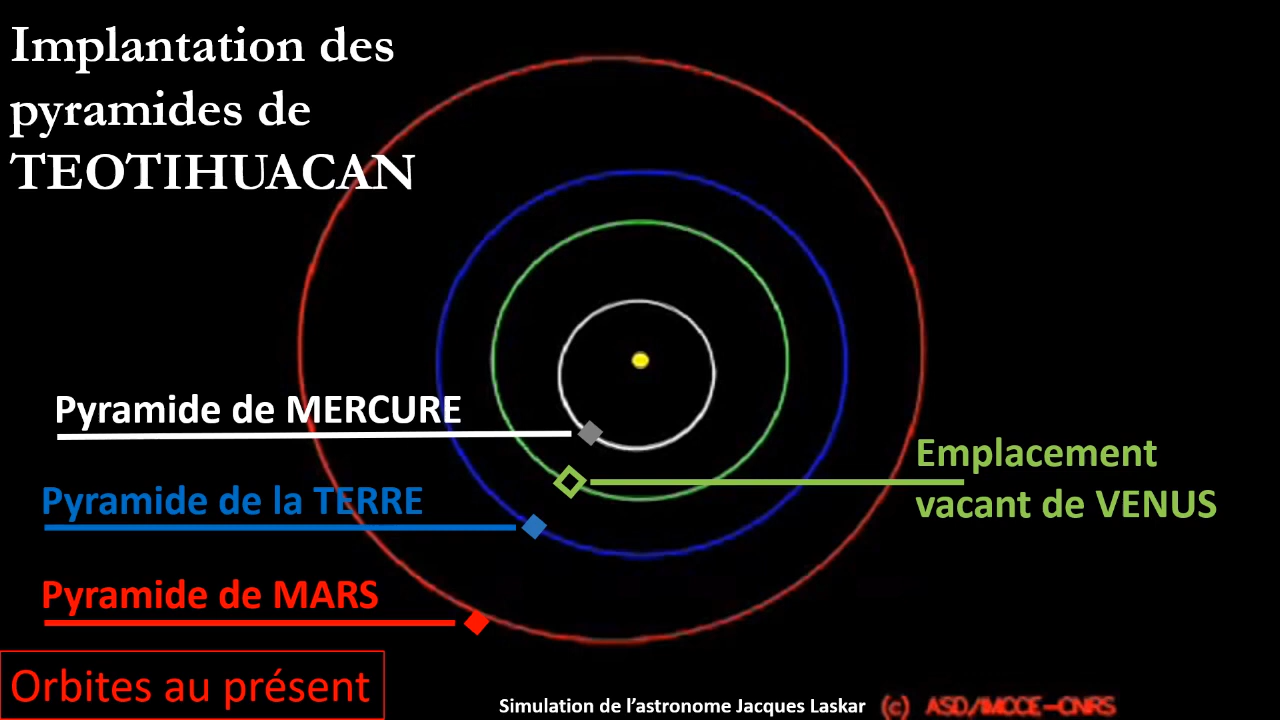 Implantation des
pyramides de
TEOTIHUACAN
Pyramide de MERCURE
Emplacement
vacant de VENUS
Pyramide de la TERRE
Pyramide de MARS
Orbites au présent
Simulation de l’astronome Jacques Laskar (c) ASD/IMCCE-CNRS